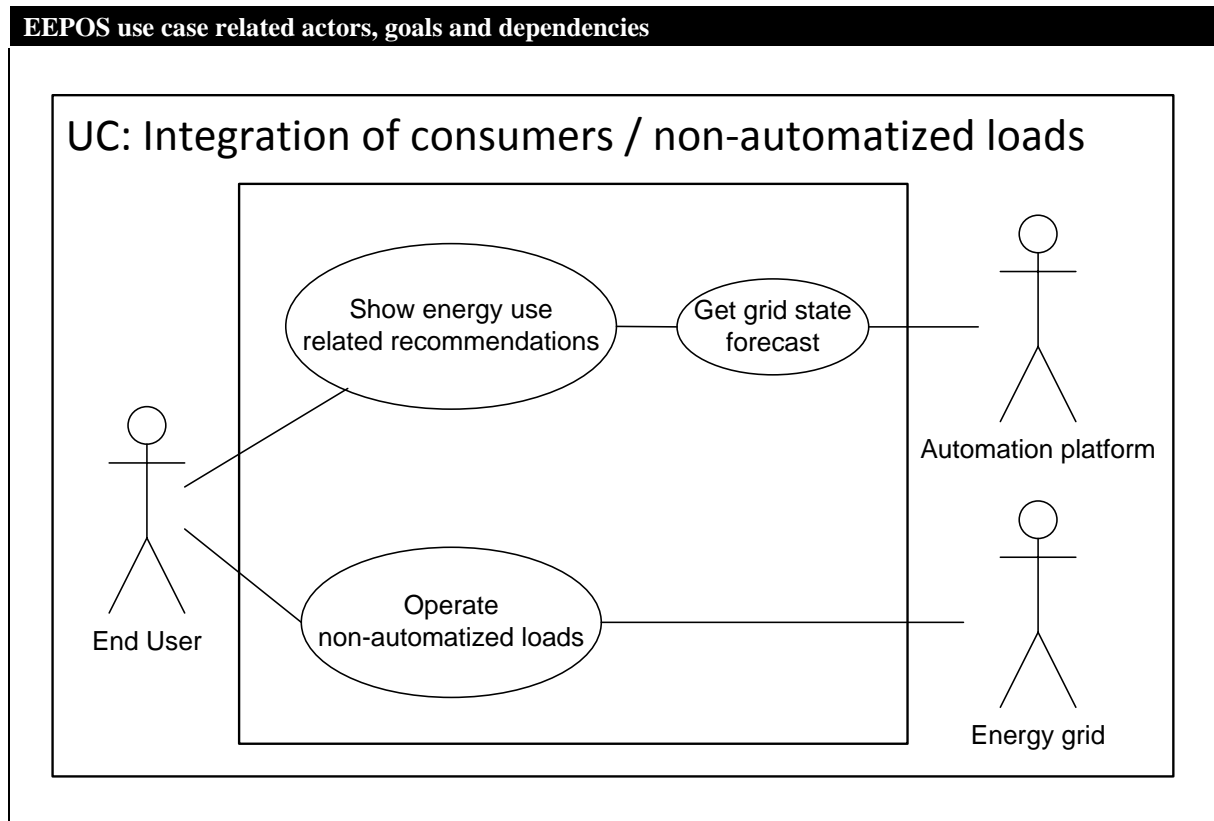 EEPOS use case related actors, goals and dependencies
UC: Integration of consumers / non-automatized loads
Show energy use
related recommendations
Get grid state
forecast
Automation platform
End User
Operate
non-automatized loads
Energy grid